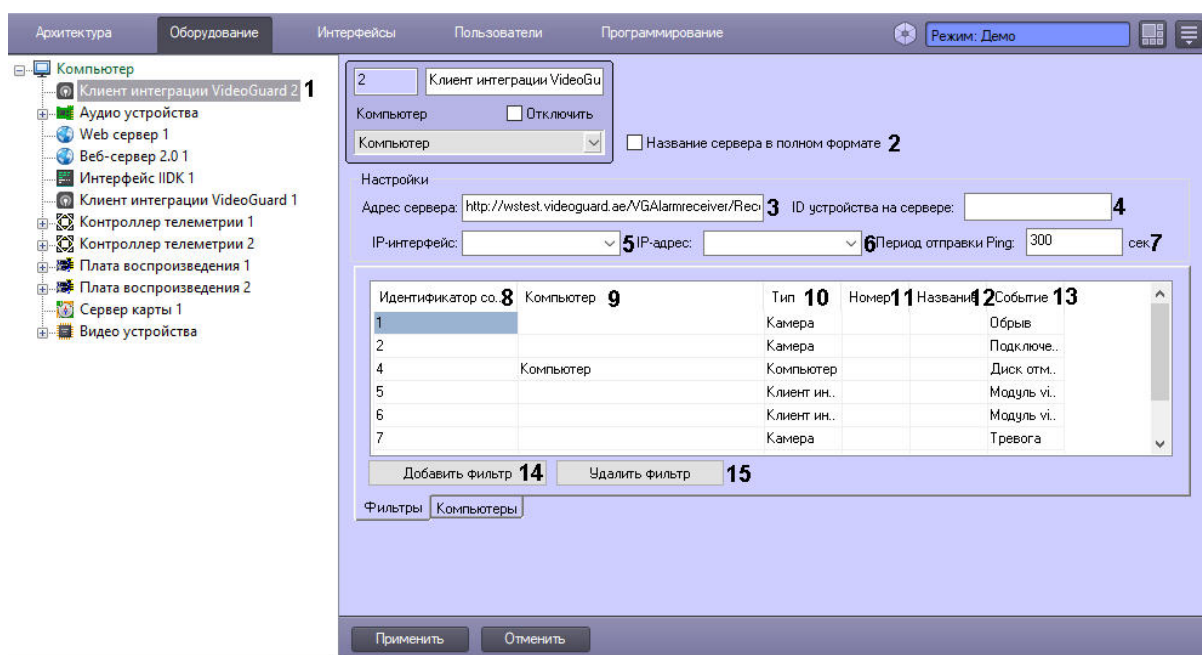 Архитектура Оборудование Интерфейсы Пользователи Программирование Режим: Демо
Компьютер
Клиент интеграции VideoGuard 2 1
Аудио устройства
Web сервер 1
Веб-сервер 2.0 1
Интерфейс IIDK 1
Клиент интеграции VideoGuard 1
Контроллер телеметрии 1
Контроллер телеметрии 2
Плата воспроизведения 1
Плата воспроизведения 2
Сервер карты 1
Видео устройства
2 Клиент интеграции VideoGu
Компьютер Отключить
Компьютер Название сервера в полном формате 2
Настройки
Адрес сервера: http://wstest.videoguard.ae/VGAlarmreceiver/Rec 3 ID устройства на сервере: 4
IP-интерфейс: 5 IP-адрес: 6 Период отправки Ping: 300 сек 7
Идентификатор со.. 8 Компьютер 9 Тип 10 Номер 11 Название 12 Событие 13
1 Камера Обрыв
2 Камера Подключе..
4 Компьютер Компьютер Диск отм..
5 Клиент ин.. Модуль vi..
6 Клиент ин.. Модуль vi..
7 Камера Тревога
Добавить фильтр 14 Удалить фильтр 15
Фильтры Компьютеры
Применить Отменить